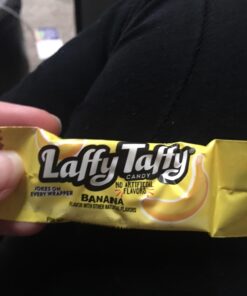 Laffy Taffy®
CANDY
JOKES ON
EVERY WRAPPER
NO ARTIFICIAL
FLAVORS
BANANA
FLAVOR WITH OTHER NATURAL FLAVORS